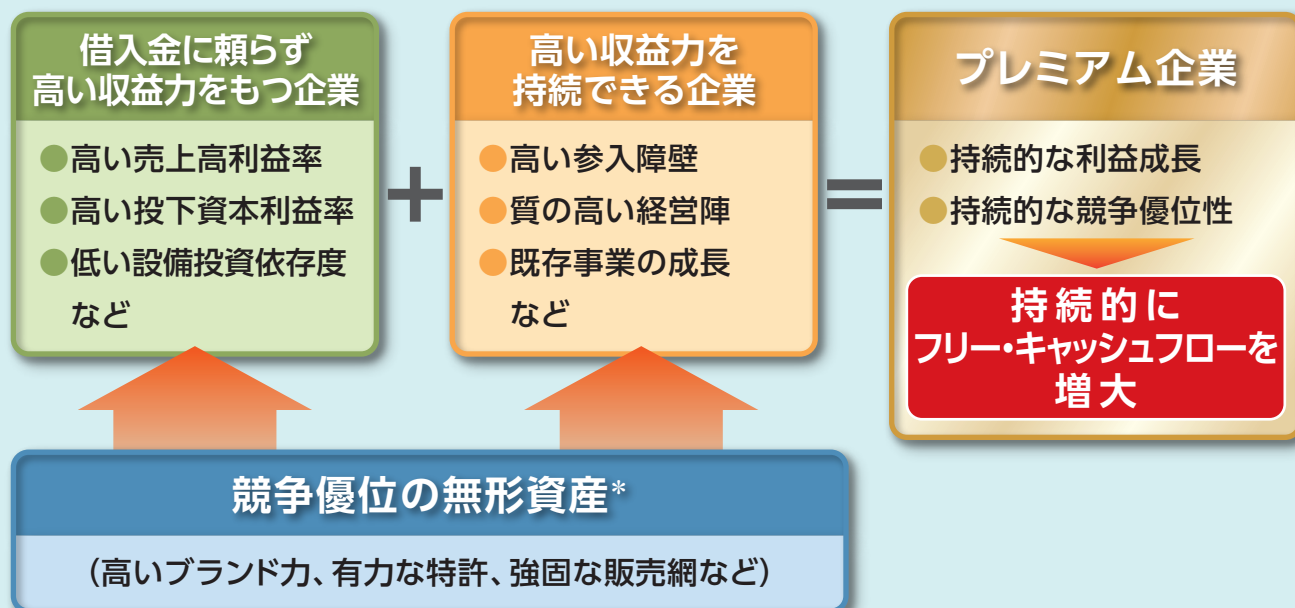 借入金に頼らず
高い収益力をもつ企業
●高い売上高利益率
●高い投下資本利益率
●低い設備投資依存度
など
+
高い収益力を
持続できる企業
●高い参入障壁
●質の高い経営陣
●既存事業の成長
など
=
プレミアム企業
●持続的な利益成長
●持続的な競争優位性
持続的に
フリー・キャッシュフローを
増大
競争優位の無形資産*
（高いブランド力、有力な特許、強固な販売網など）